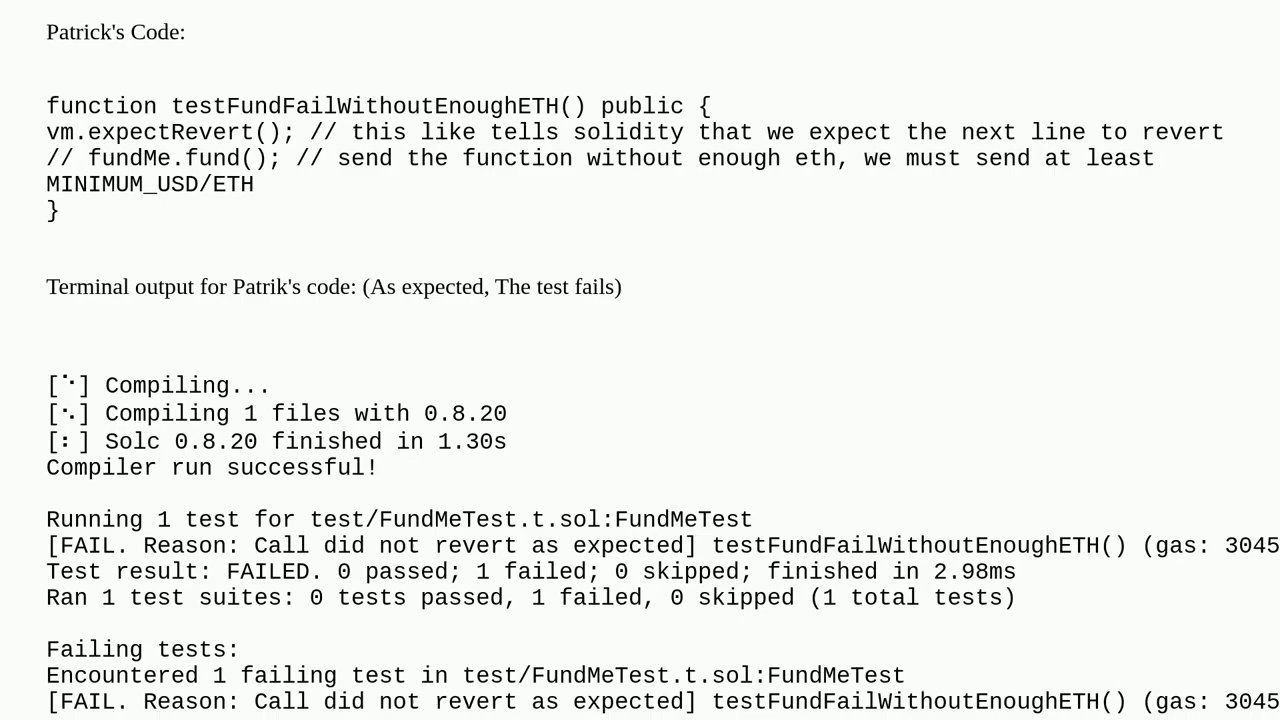 Patrick's Code:
function testFundFailWithoutEnoughETH() public {
vm.expectRevert(); // this like tells solidity that we expect the next line to revert
// fundMe.fund(); // send the function without enough eth, we must send at least
MINIMUM_USD/ETH
}
Terminal output for Patrik's code: (As expected, The test fails)
[⠑] Compiling...
[⠢] Compiling 1 files with 0.8.20
[⠆] Solc 0.8.20 finished in 1.30s
Compiler run successful!
Running 1 test for test/FundMeTest.t.sol:FundMeTest
[FAIL. Reason: Call did not revert as expected] testFundFailWithoutEnoughETH() (gas: 3045
Test result: FAILED. 0 passed; 1 failed; 0 skipped; finished in 2.98ms
Ran 1 test suites: 0 tests passed, 1 failed, 0 skipped (1 total tests)
Failing tests:
Encountered 1 failing test in test/FundMeTest.t.sol:FundMeTest
[FAIL. Reason: Call did not revert as expected] testFundFailWithoutEnoughETH() (gas: 3045